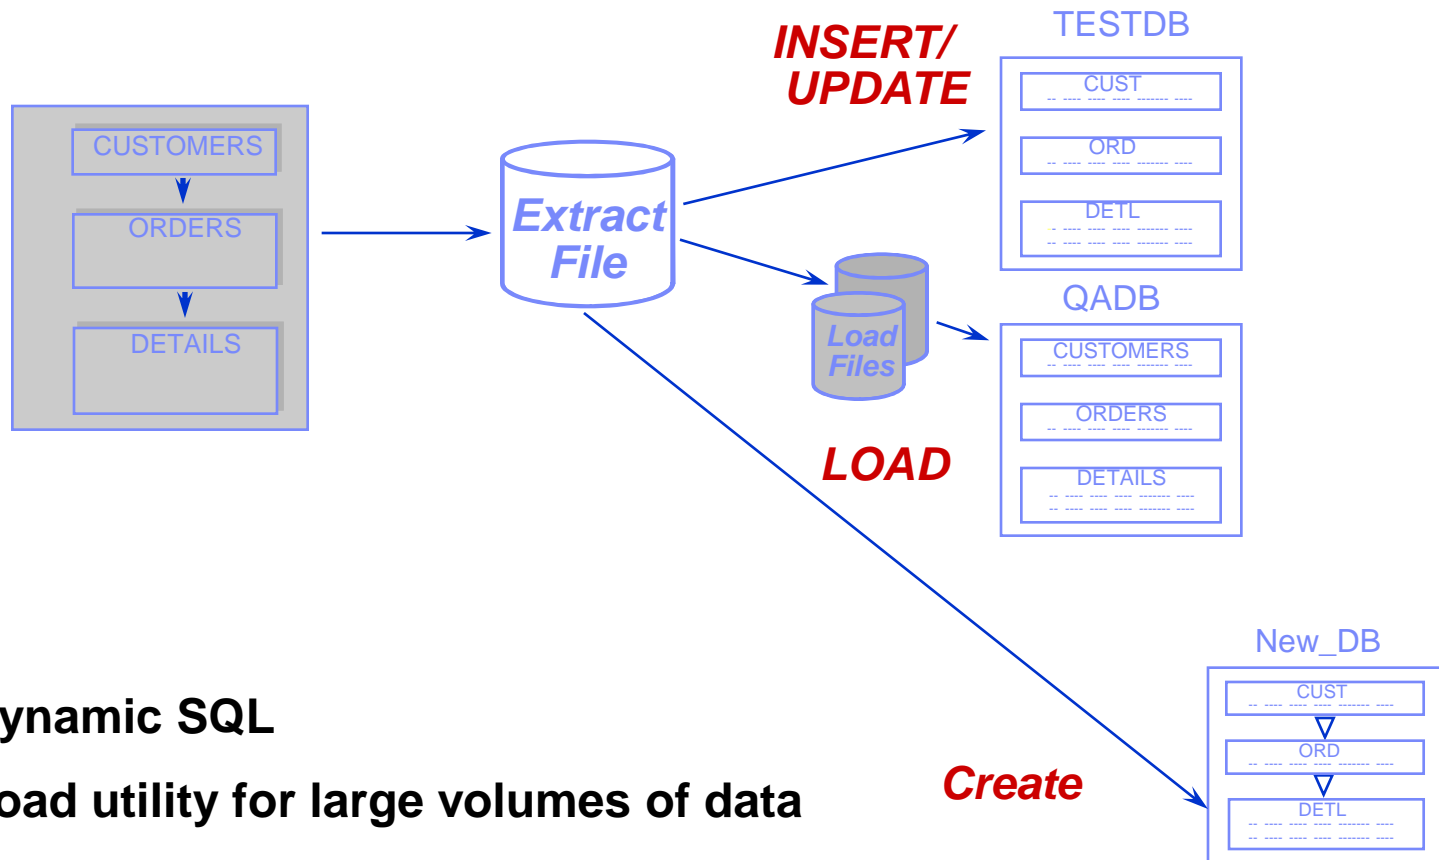 INSERT/
UPDATE
TESTDB
CUST
-- ---- ---- ---- ------- ----
ORD
-- ---- ---- ---- ------- ----
DETL
- ---- ---- ---- ------- ----
-- ---- ---- ---- ------- ----
CUSTOMERS
ORDERS
DETAILS
Extract
File
Load
Files
LOAD
QADB
CUSTOMERS
-- ---- ---- ---- ------- ----
ORDERS
-- ---- ---- ---- ------- ----
DETAILS
-- ---- ---- ---- ------- ----
-- ---- ---- ---- ------- ----
New_DB
CUST
-- ---- ---- ---- ------- ----
ORD
-- ---- ---- ---- ------- ----
DETL
-- ---- ---- ---- ------- ----
-- ---- ---- ---- ------- ----
Create
ynamic SQL
oad utility for large volumes of data